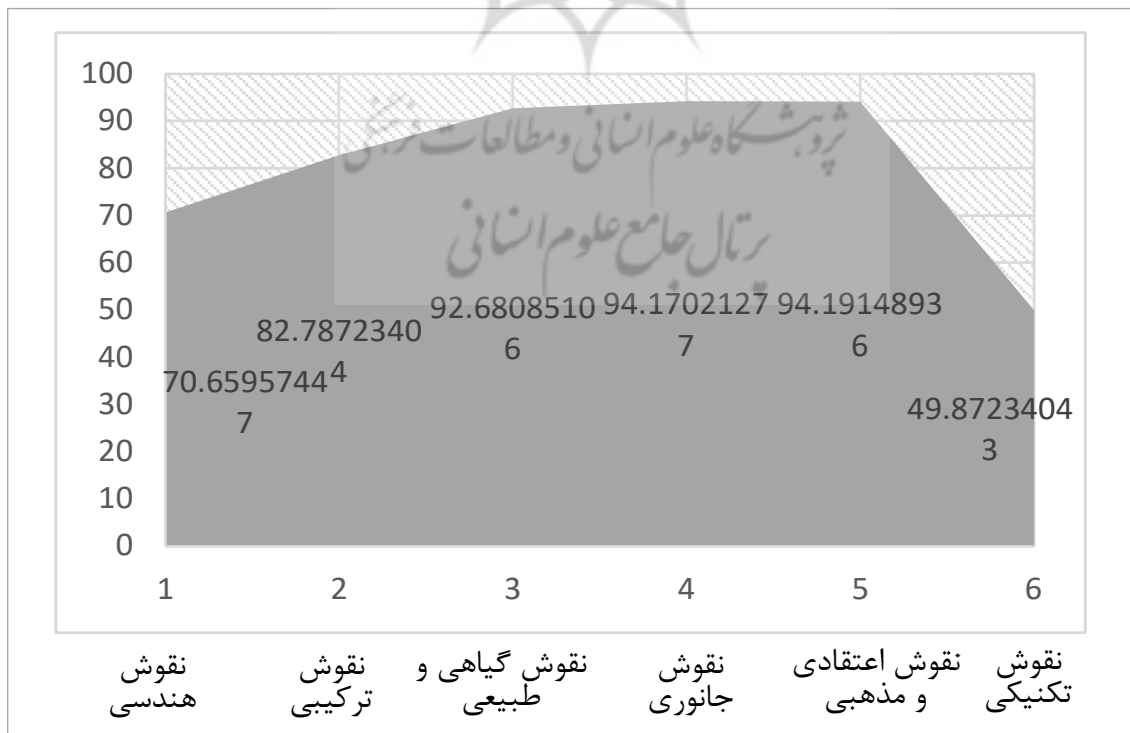 پژوهشگاه علوم انسانی و مطالعات فرهنگی
پرتال جامع علوم انسانی
100
90
80
70
60
50
40
30
20
10
0
70.6595744
7
82.7872340
4
92.6808510
6
94.1702127
7
94.1914893
6
49.8723404
3
1 2 3 4 5 6
نقوش
هندسی
نقوش
ترکیبی
نقوش گیاهی و
طبیعی
نقوش
جانوری
نقوش اعتقادی
و مذهبی
نقوش
تکنیکی